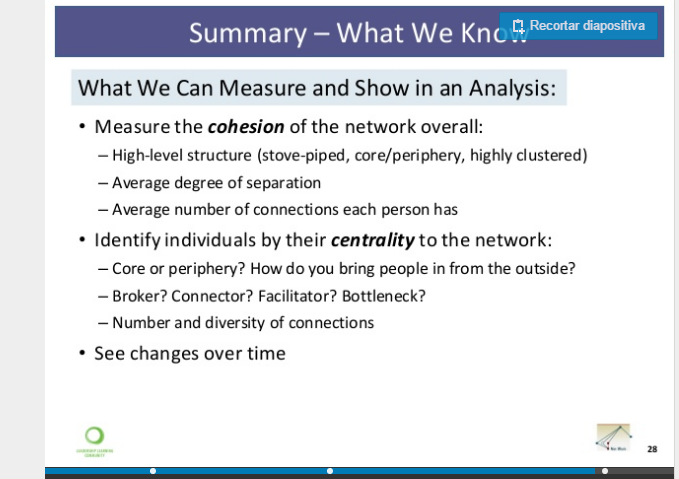 Summary – What We Know
Recortar diapositiva
What We Can Measure and Show in an Analysis:
• Measure the cohesion of the network overall:
– High-level structure (stove-piped, core/periphery, highly clustered)
– Average degree of separation
– Average number of connections each person has
• Identify individuals by their centrality to the network:
– Core or periphery? How do you bring people in from the outside?
– Broker? Connector? Facilitator? Bottleneck?
– Number and diversity of connections
• See changes over time
LEADERSHIP LEARNING
COMMUNITY
28